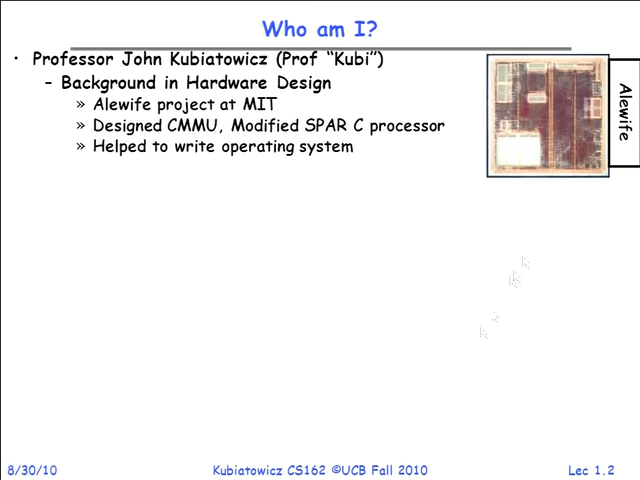 Who am I?
• Professor John Kubiatowicz (Prof “Kubi”)
– Background in Hardware Design
» Alewife project at MIT
» Designed CMMU, Modified SPAR C processor
» Helped to write operating system
Alewife
8/30/10
Kubiatowicz CS162 ©UCB Fall 2010
Lec 1.2